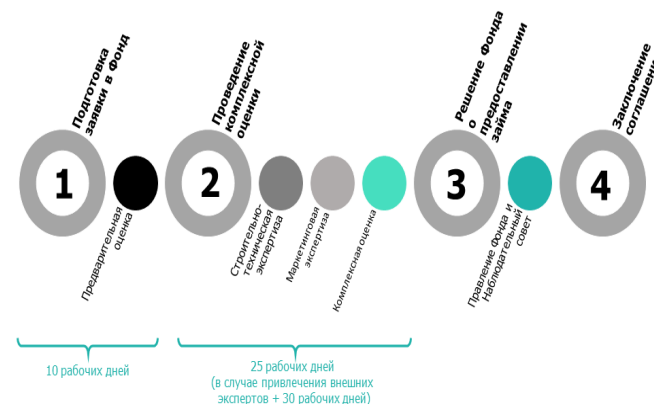 Подготовка
заявки в Фонд
1
Предварительная
оценка
Проведение
комплексной
оценки
2
Строительно-
техническая
экспертиза
Маркетинговая
экспертиза
Комплексная оценка
Решение Фонда
о
предоставлении
займа
3
Правление Фонда и
Наблюдательный
совет
Заключение
4
10 рабочих дней
25 рабочих дней
(в случае привлечения внешних
экспертов + 30 рабочих дней)